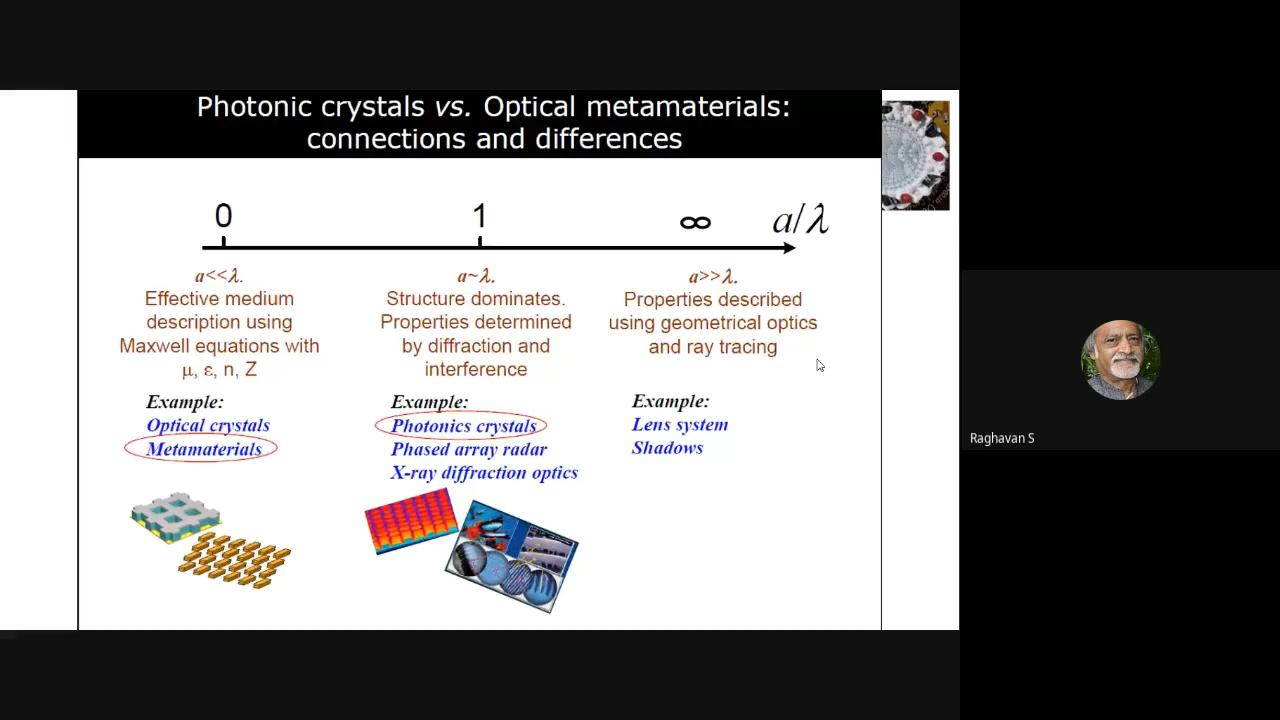 Photonic crystals vs. Optical metamaterials:
connections and differences
0
1
∞
a/λ
a<<λ.
Effective medium
description using
Maxwell equations with
μ, ε, n, Z
Example:
Optical crystals
Metamaterials
a~λ.
Structure dominates.
Properties determined
by diffraction and
interference
Example:
Photonics crystals
Phased array radar
X-ray diffraction optics
a>>λ.
Properties described
using geometrical optics
and ray tracing
Example:
Lens system
Shadows
Raghavan S